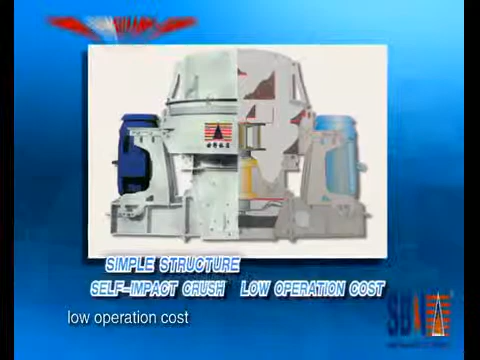 SIMPLE STRUCTURE
SELF-IMPACT CRUSH LOW OPERATION COST
low operation cost
SBM